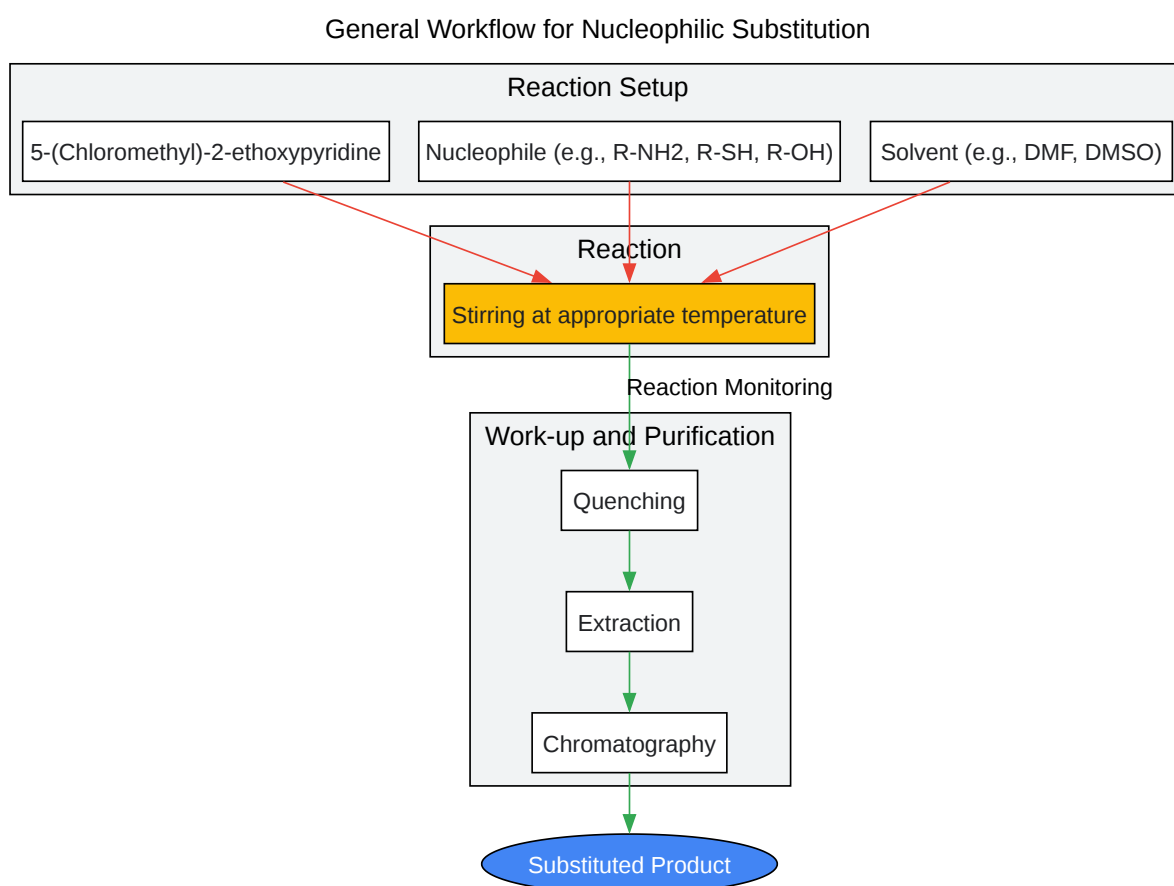 General Workflow for Nucleophilic Substitution
Reaction Setup
5-(Chloromethyl)-2-ethoxypyridine
Nucleophile (e.g., R-NH2, R-SH, R-OH)
Solvent (e.g., DMF, DMSO)
Reaction
Stirring at appropriate temperature
Reaction Monitoring
Work-up and Purification
Quenching
Extraction
Chromatography
Substituted Product